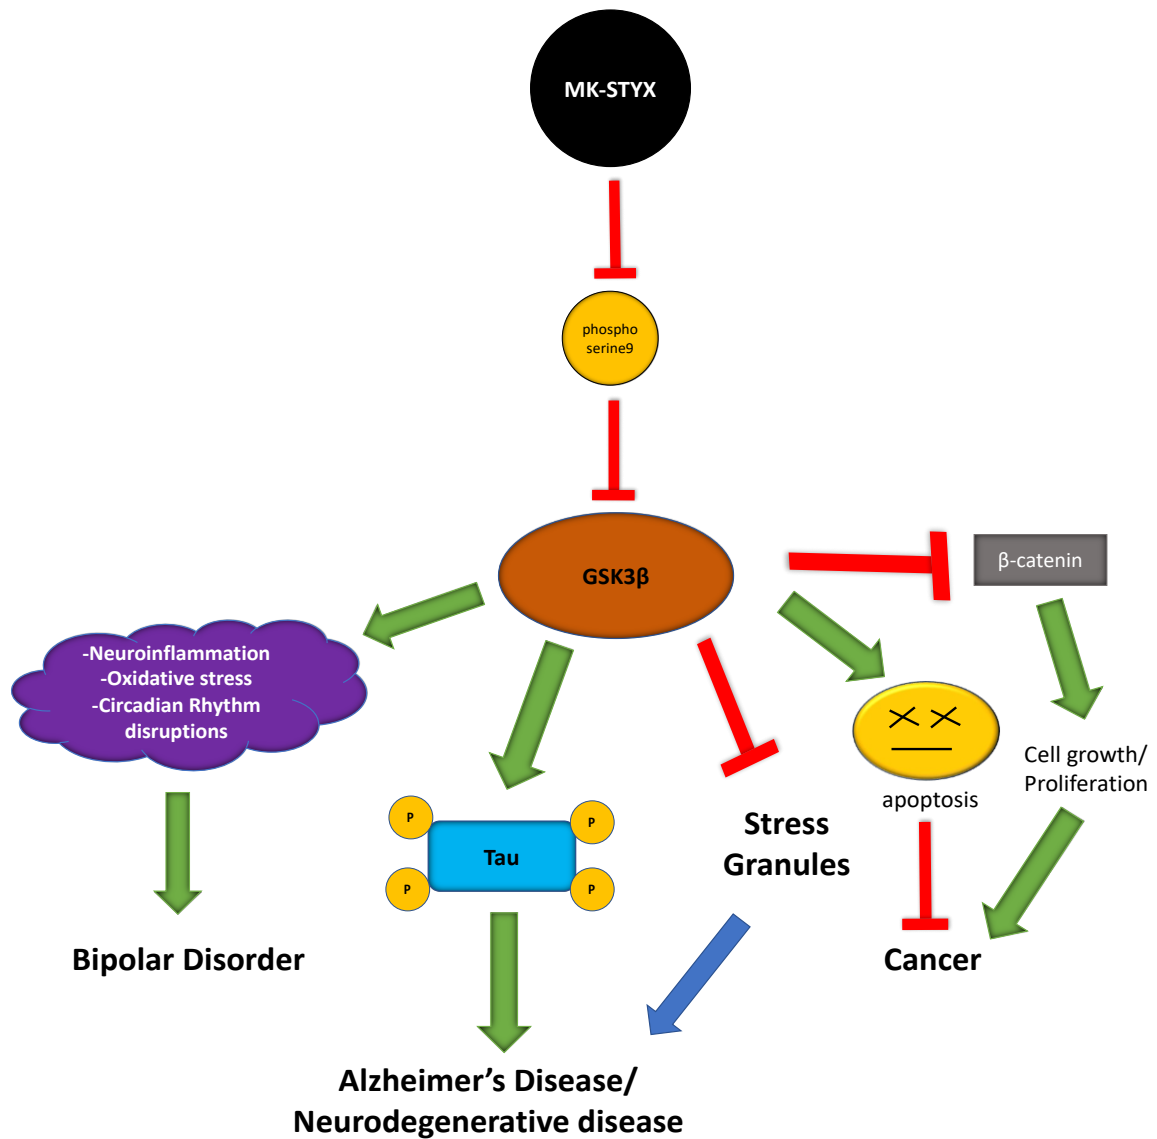 MK-STYX
phospho
serine9
GSK3β
β-catenin
-Neuroinflammation
-Oxidative stress
-Circadian Rhythm
disruptions
Cell growth/
Proliferation
apoptosis
P
P
Tau
P
P
Stress
Granules
Bipolar Disorder
Cancer
Alzheimer’s Disease/
Neurodegenerative disease